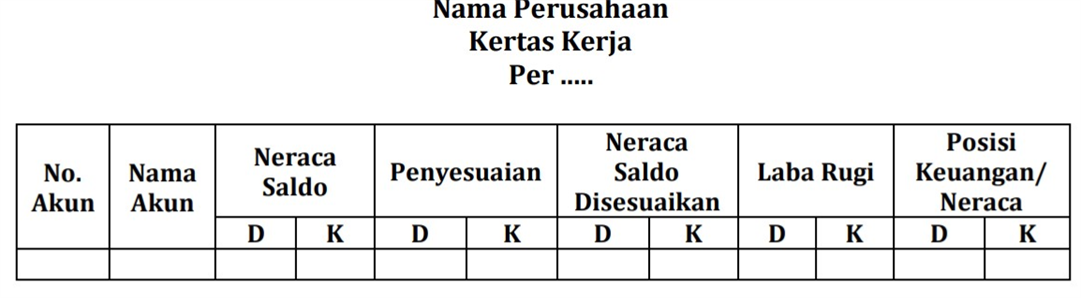 Nama Perusahaan
Kertas Kerja
Per .....
No. Akun
Nama Akun
Neraca Saldo
Penyesuaian
Neraca Saldo Disesuaikan
Laba Rugi
Posisi Keuangan/ Neraca
D K D K D K D K D K